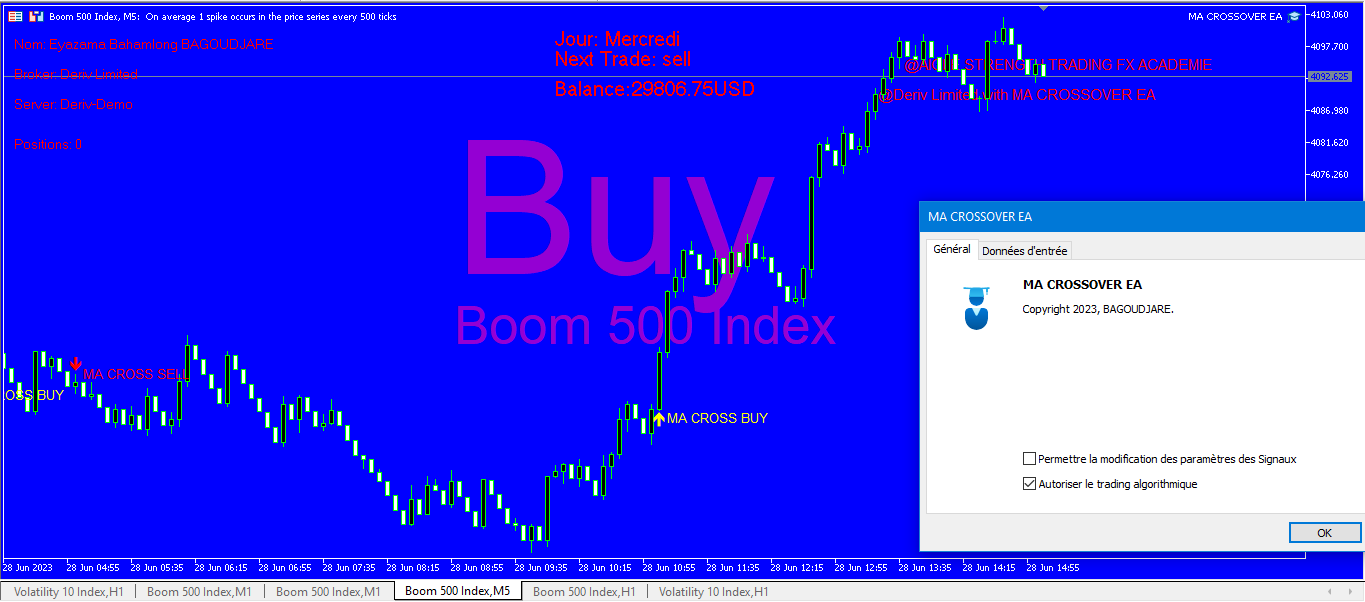 Boom 500 Index, M5: On average 1 spike occurs in the price series every 500 ticks
MA CROSSOVER EA
Nom: Eyazama Bahamlong BAGOUDJARE
Broker: Deriv Limited
Server: Deriv-Demo
Positions: 0
Jour: Mercredi
Next Trade: sell
Balance:29806.75USD
STRENGTH TRADING FX ACADEMIE
@Deriv Limited with MA CROSSOVER EA
Buy
Boom 500 Index
MA CROSS SELL
OSS BUY
MA CROSS BUY
4103.060
4097.700
4092.625
4086.980
4081.620
4076.260
MA CROSSOVER EA
Général
Données d'entrée
MA CROSSOVER EA
Copyright 2023, BAGOUDJARE.
Permettre la modification des paramètres des Signaux
Autoriser le trading algorithmique
OK
28 Jun 2023
28 Jun 04:55
28 Jun 05:35
28 Jun 06:15
28 Jun 06:55
28 Jun 07:35
28 Jun 08:15
28 Jun 08:55
28 Jun 09:35
28 Jun 10:15
28 Jun 10:55
28 Jun 11:35
28 Jun 12:15
28 Jun 12:55
28 Jun 13:35
28 Jun 14:15
28 Jun 14:55
Volatility 10 Index,H1
Boom 500 Index,M1
Boom 500 Index,M1
Boom 500 Index,M5
Boom 500 Index,H1
Volatility 10 Index,H1